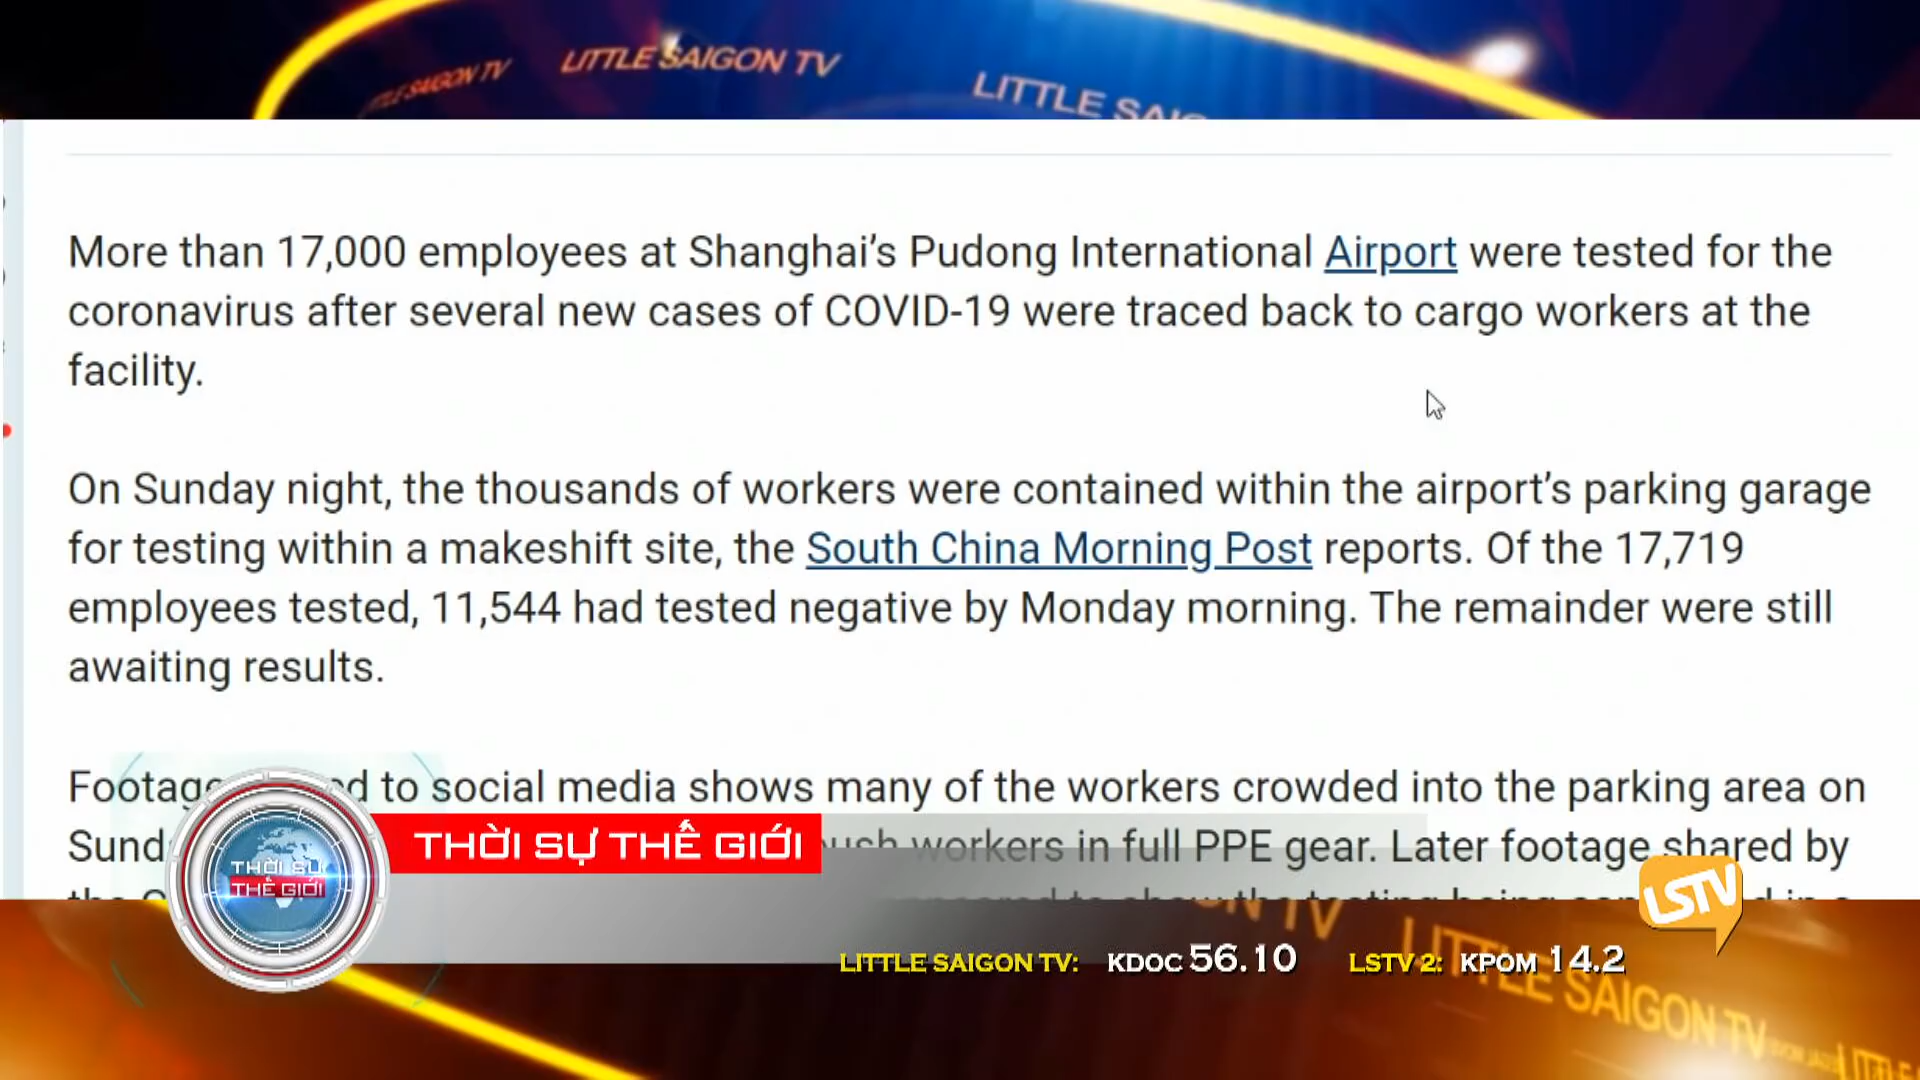 LITTLE SAIGON TV
LITTLE SAIGON TV
LITTLE
More than 17,000 employees at Shanghai’s Pudong International Airport were tested for the
coronavirus after several new cases of COVID-19 were traced back to cargo workers at the
facility.
On Sunday night, the thousands of workers were contained within the airport’s parking garage
for testing within a makeshift site, the South China Morning Post reports. Of the 17,719
employees tested, 11,544 had tested negative by Monday morning. The remainder were still
awaiting results.
to social media shows many of the workers crowded into the parking area on
workers in full PPE gear. Later footage shared by
THỜI SỰ THẾ GIỚI
THỜI SỰ
THẾ GIỚI
LSTV
LITTLE SAIGON TV: KDOC 56.10 LSTV 2: KPOM 14.2
LITTLE SAIGON TV